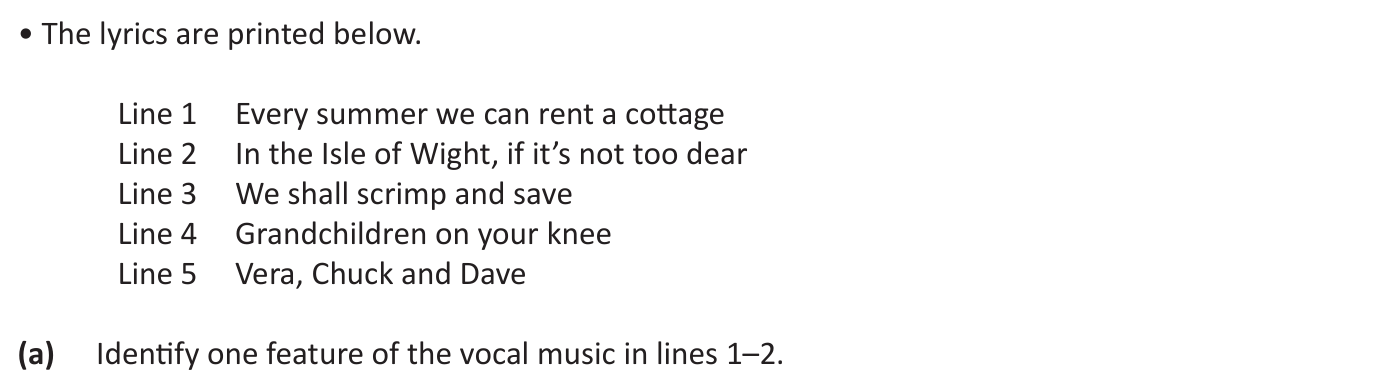 • The lyrics are printed below.
Line 1 Every summer we can rent a cottage
Line 2 In the Isle of Wight, if it’s not too dear
Line 3 We shall scrimp and save
Line 4 Grandchildren on your knee
Line 5 Vera, Chuck and Dave
(a) Identify one feature of the vocal music in lines 1–2.